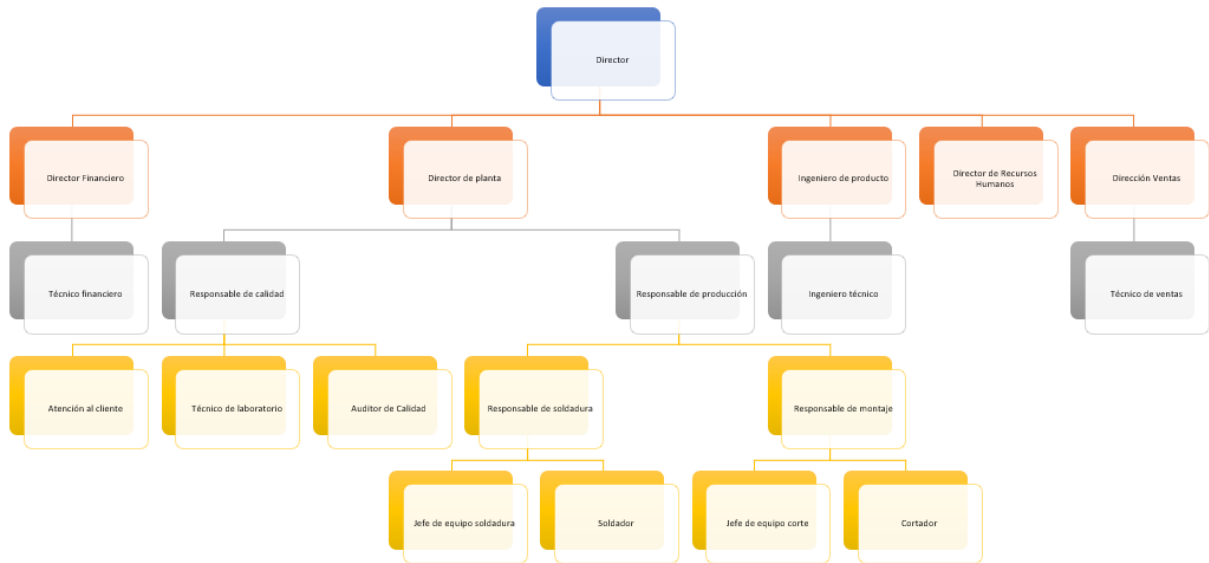 Director
Director Financiero
Director de planta
Ingeniero de producto
Director de Recursos
Humanos
Dirección Ventas
Técnico financiero
Responsable de calidad
Responsable de producción
Ingeniero técnico
Técnico de ventas
Atención al cliente
Técnico de laboratorio
Auditor de Calidad
Responsable de soldadura
Responsable de montaje
Jefe de equipo soldadura
Soldador
Jefe de equipo corte
Cortador